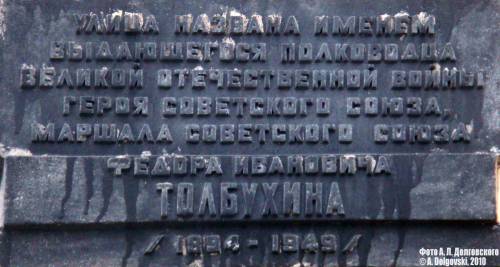 УЛИЦА НАЗВАНА ИМЕНЕМ
ВЫДАЮЩЕГОСЯ ПОЛКОВОДЦА
ВЕЛИКОЙ ОТЕЧЕСТВЕННОЙ ВОЙНЫ
ГЕРОЯ СОВЕТСКОГО СОЮЗА,
МАРШАЛА СОВЕТСКОГО СОЮЗА
ФЁДОРА ИВАНОВИЧА
ТОЛБУХИНА
/1894-1949/
Фото А. Л. Долговского
© A. Dolgovski, 2010